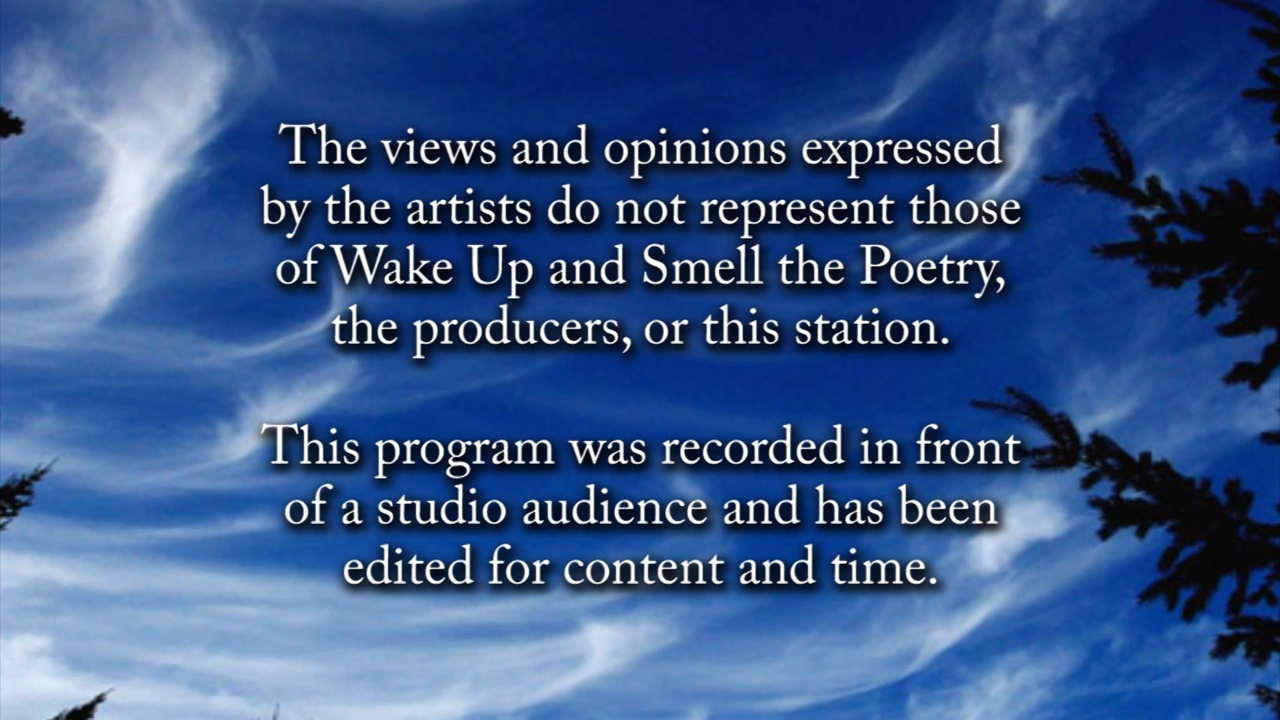 The views and opinions expressed
by the artists do not represent those
of Wake Up and Smell the Poetry,
the producers, or this station.
This program was recorded in front
of a studio audience and has been
edited for content and time.